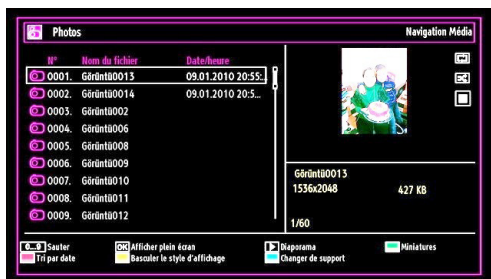 Photos
Navigation Média
N° Nom du fichier Date/heure
0001. Görüntü0013 09.01.2010 20:55:..
0002. Görüntü0014 09.01.2010 20:5...
0003. Görüntü002
0004. Görüntü006
0005. Görüntü008
0006. Görüntü009
0007. Görüntü010
0008. Görüntü011
0009. Görüntü012
Görüntü0013
1536x2048 427 KB
1/60
0...9 Sauter OK Afficher plein écran Diaporama Miniatures
Tri par date Basculer le style d'affichage Changer de support